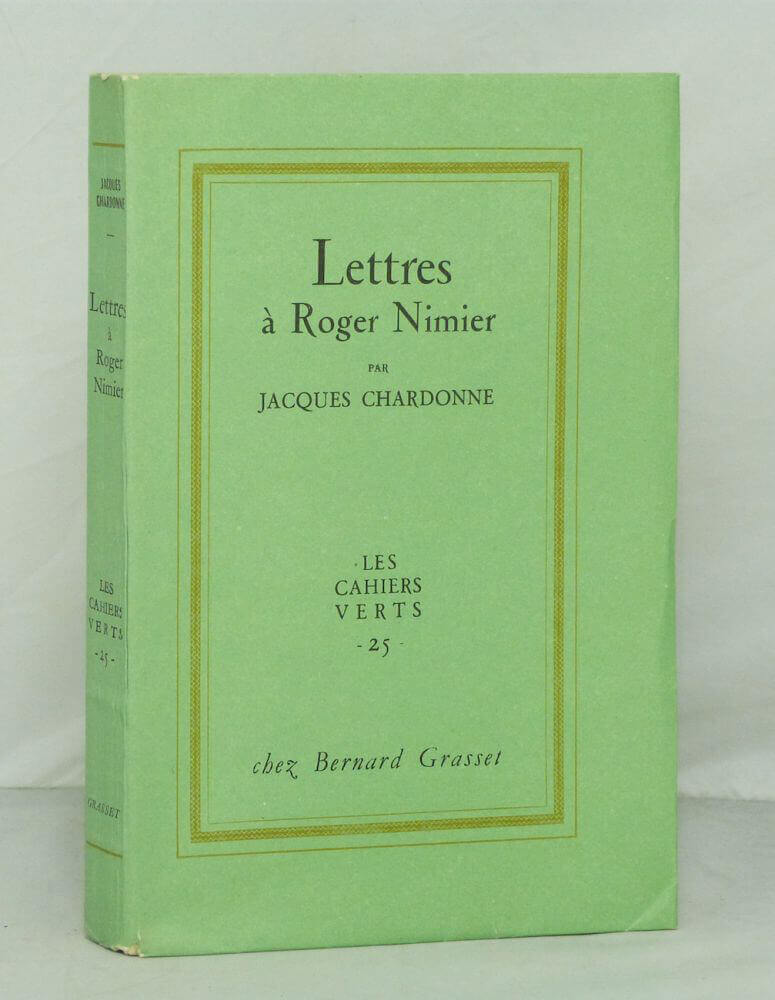 JACQUES
CHARDONNE
Lettres
à
Roger
Nimier
LES
CAHIERS
VERTS
- 25 -
GRASSET
Lettres
à Roger Nimier
PAR
JACQUES CHARDONNE
LES
CAHIERS
VERTS
- 25 -
chez Bernard Grasset